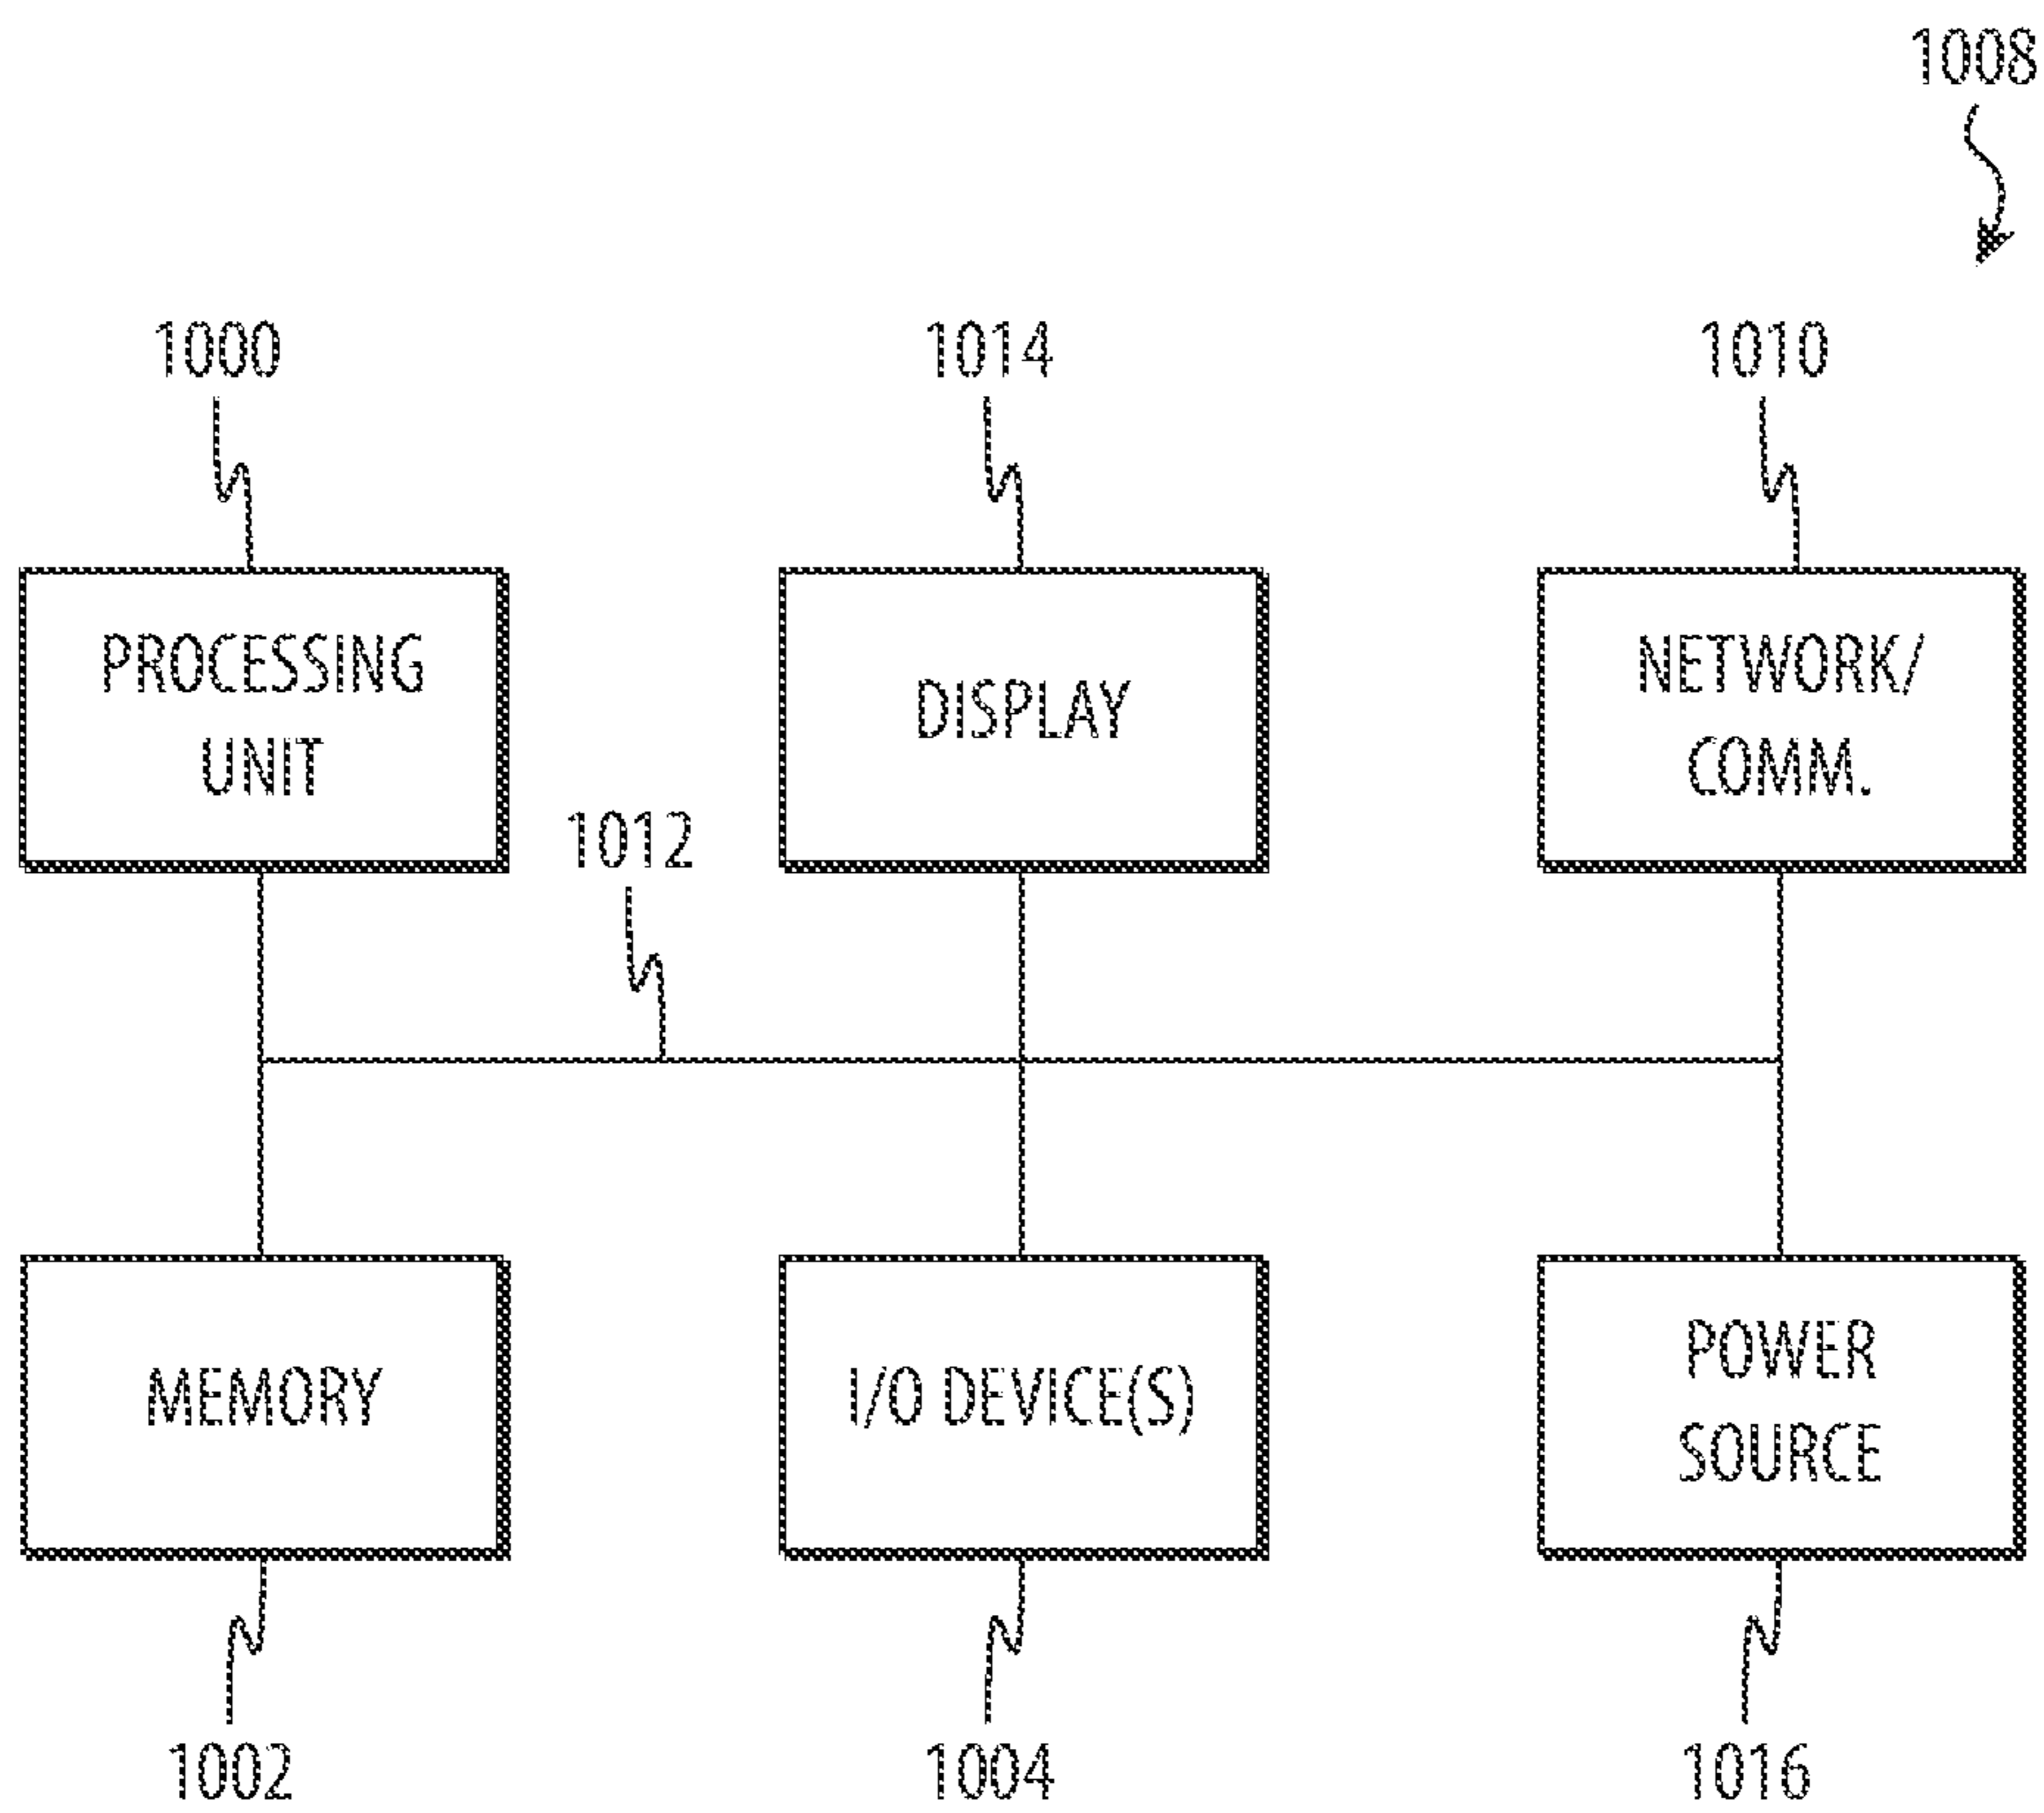 1008
1000
1014
1010
PROCESSING
UNIT
DISPLAY
NETWORK/
COMM.
1012
MEMORY
I/O DEVICE(S)
POWER
SOURCE
1002
1004
1016